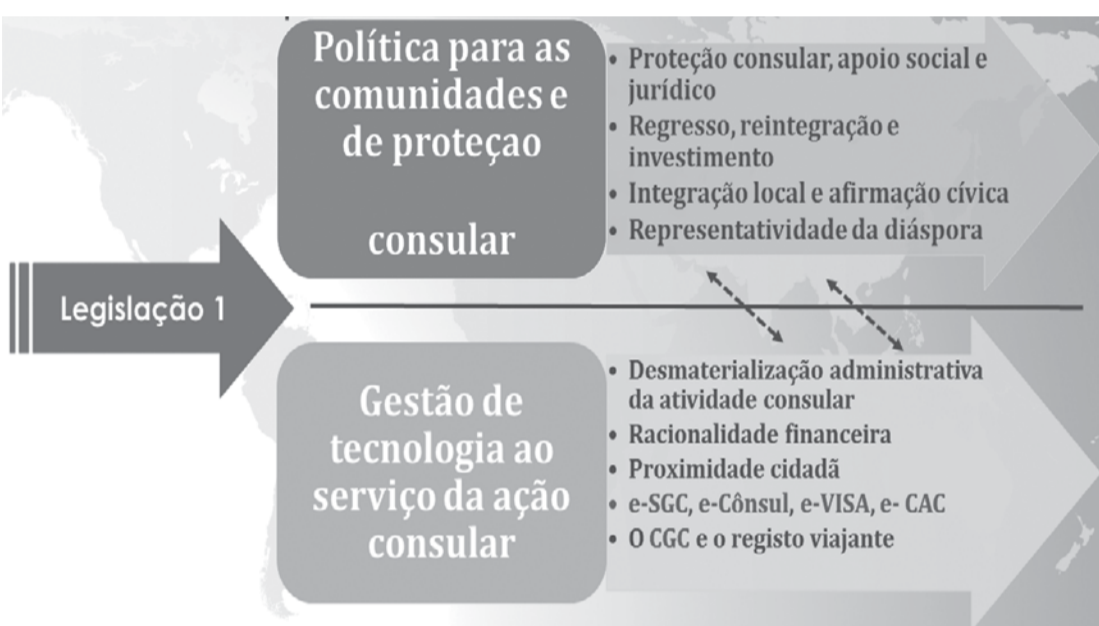 Política para as
comunidades e
de proteçao
consular
• Proteção consular, apoio social e
jurídico
• Regresso, reintegração e
investimento
• Integração local e afirmação cívica
• Representatividade da diáspora
Legislação 1
Gestão de
tecnologia ao
serviço da ação
consular
• Desmaterialização administrativa
da atividade consular
• Racionalidade financeira
• Proximidade cidadã
• e-SGC, e-Cônsul, e-VISA, e- CAC
• O CGC e o registo viajante